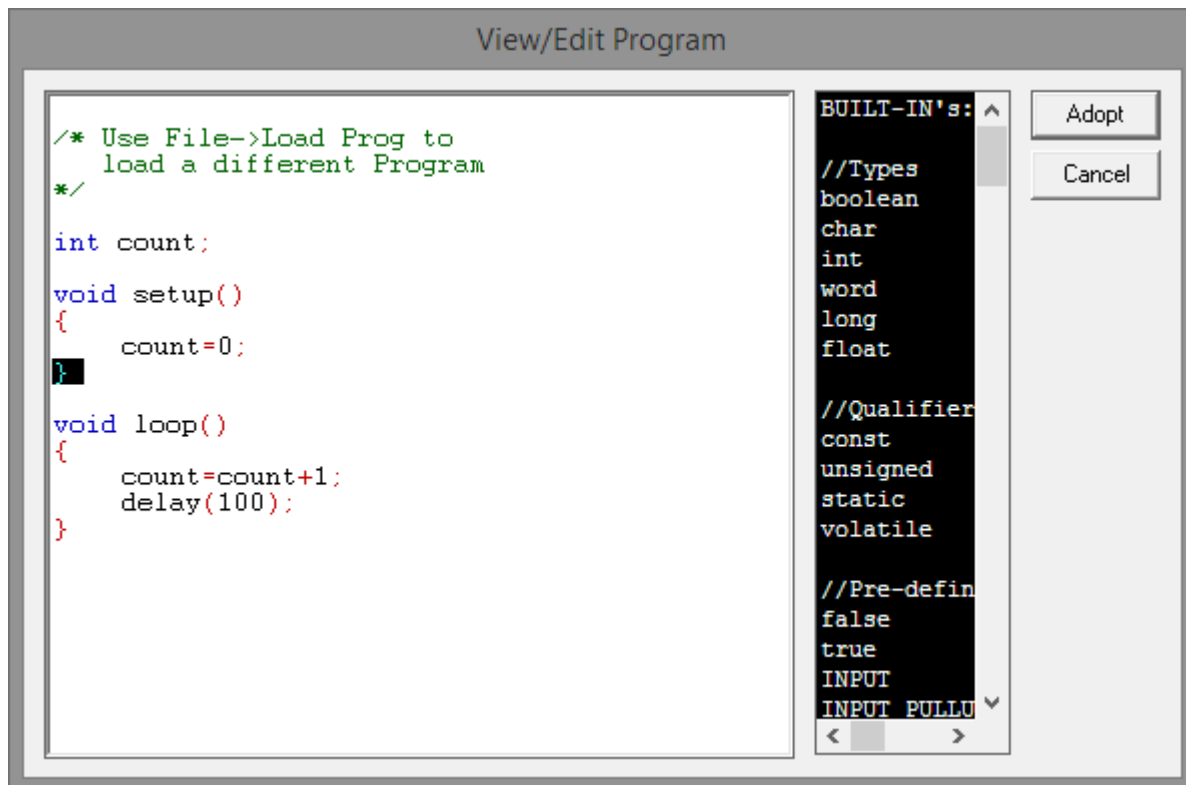 View/Edit Program
/* Use File->Load Prog to
   load a different Program
*/
int count;
void setup()
{
    count=0;
}
void loop()
{
    count=count+1;
    delay(100);
}
BUILT-IN's:
//Types
boolean
char
int
word
long
float
//Qualifier
const
unsigned
static
volatile
//Pre-defin
false
true
INPUT
INPUT_PULLU
Adopt
Cancel